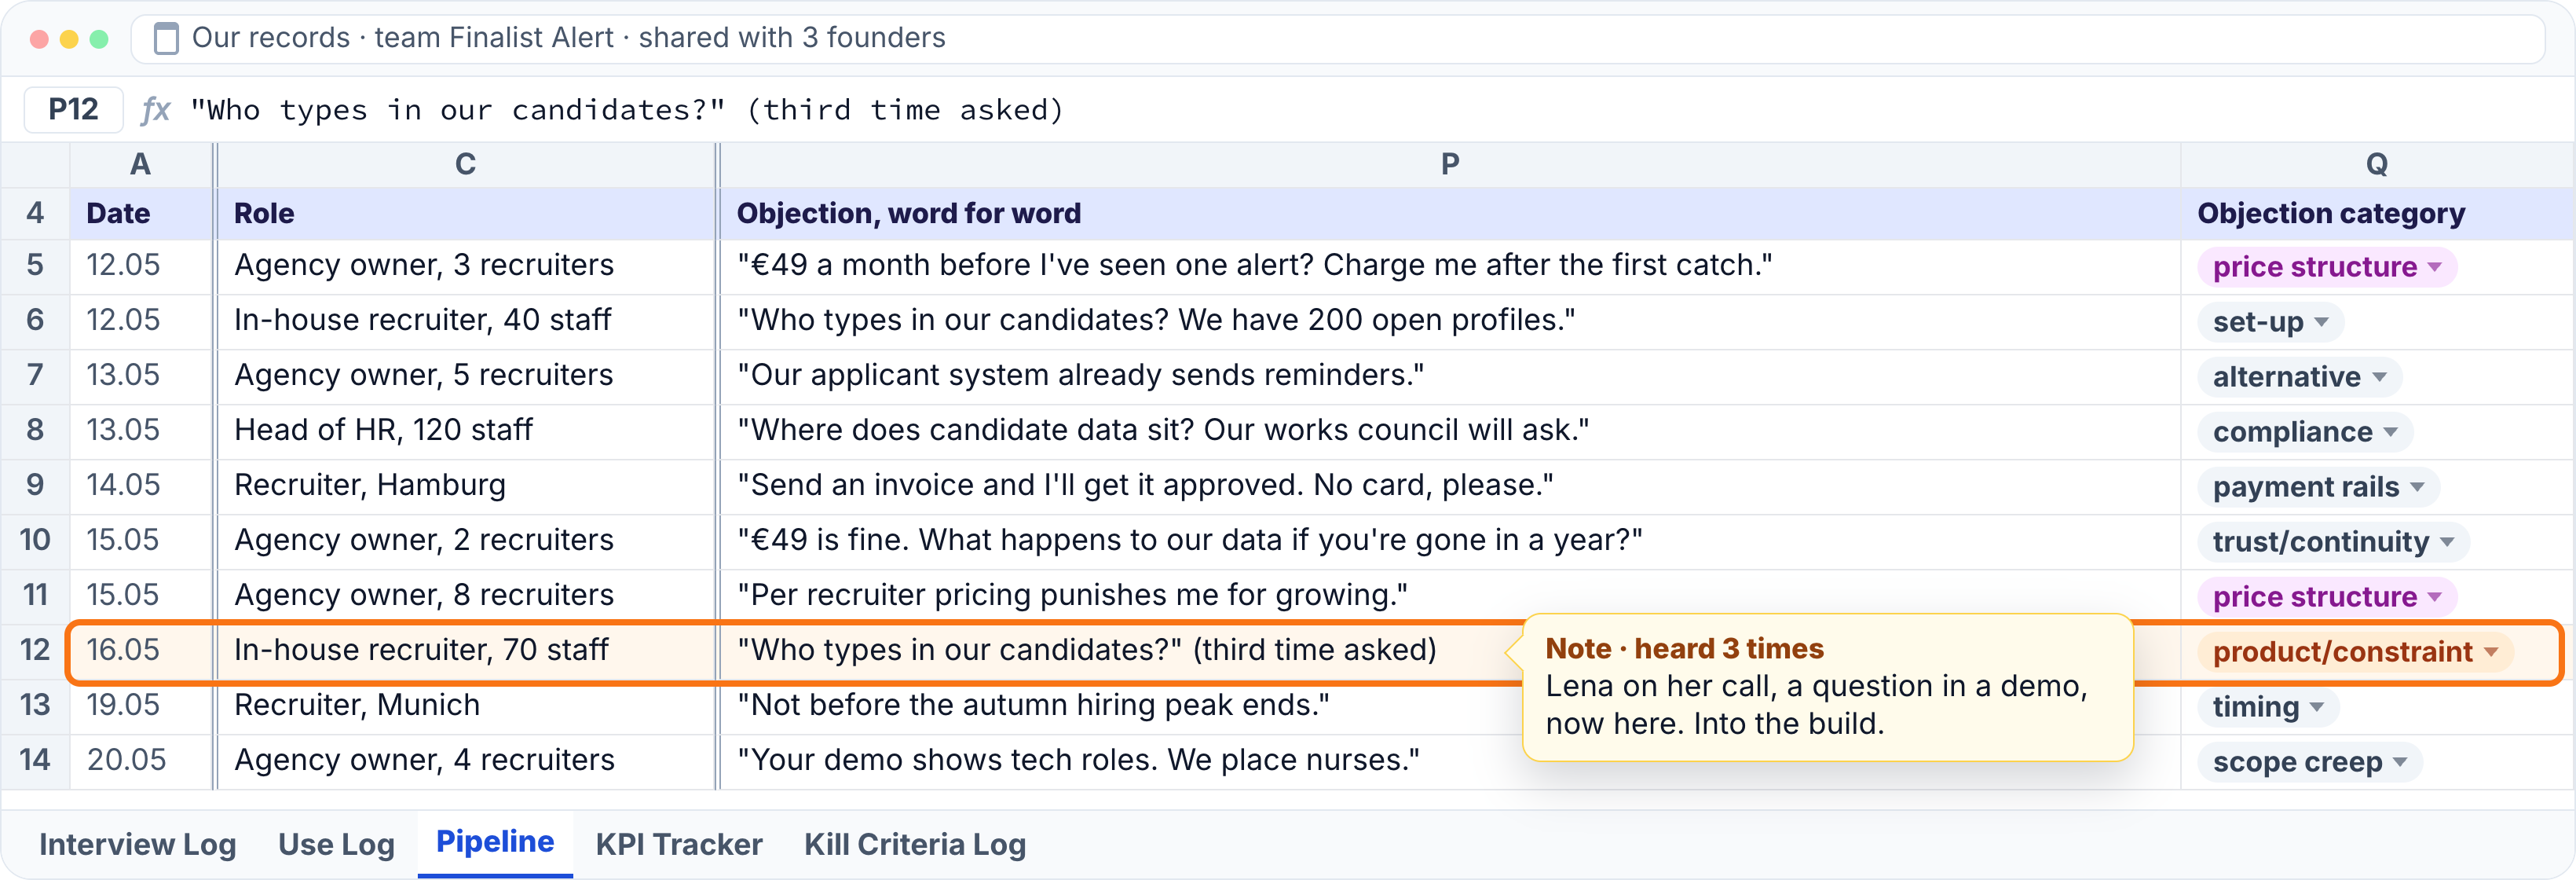 Our records · team Finalist Alert · shared with 3 founders
P12 fx "Who types in our candidates?" (third time asked)
A C P Q
4 Date Role Objection, word for word Objection category
5 12.05 Agency owner, 3 recruiters "€49 a month before I've seen one alert? Charge me after the first catch." price structure
6 12.05 In-house recruiter, 40 staff "Who types in our candidates? We have 200 open profiles." set-up
7 13.05 Agency owner, 5 recruiters "Our applicant system already sends reminders." alternative
8 13.05 Head of HR, 120 staff "Where does candidate data sit? Our works council will ask." compliance
9 14.05 Recruiter, Hamburg "Send an invoice and I'll get it approved. No card, please." payment rails
10 15.05 Agency owner, 2 recruiters "€49 is fine. What happens to our data if you're gone in a year?" trust/continuity
11 15.05 Agency owner, 8 recruiters "Per recruiter pricing punishes me for growing." price structure
12 16.05 In-house recruiter, 70 staff "Who types in our candidates?" (third time asked) product/constraint
Note · heard 3 times
Lena on her call, a question in a demo,
now here. Into the build.
13 19.05 Recruiter, Munich "Not before the autumn hiring peak ends." timing
14 20.05 Agency owner, 4 recruiters "Your demo shows tech roles. We place nurses." scope creep
Interview Log Use Log Pipeline KPI Tracker Kill Criteria Log